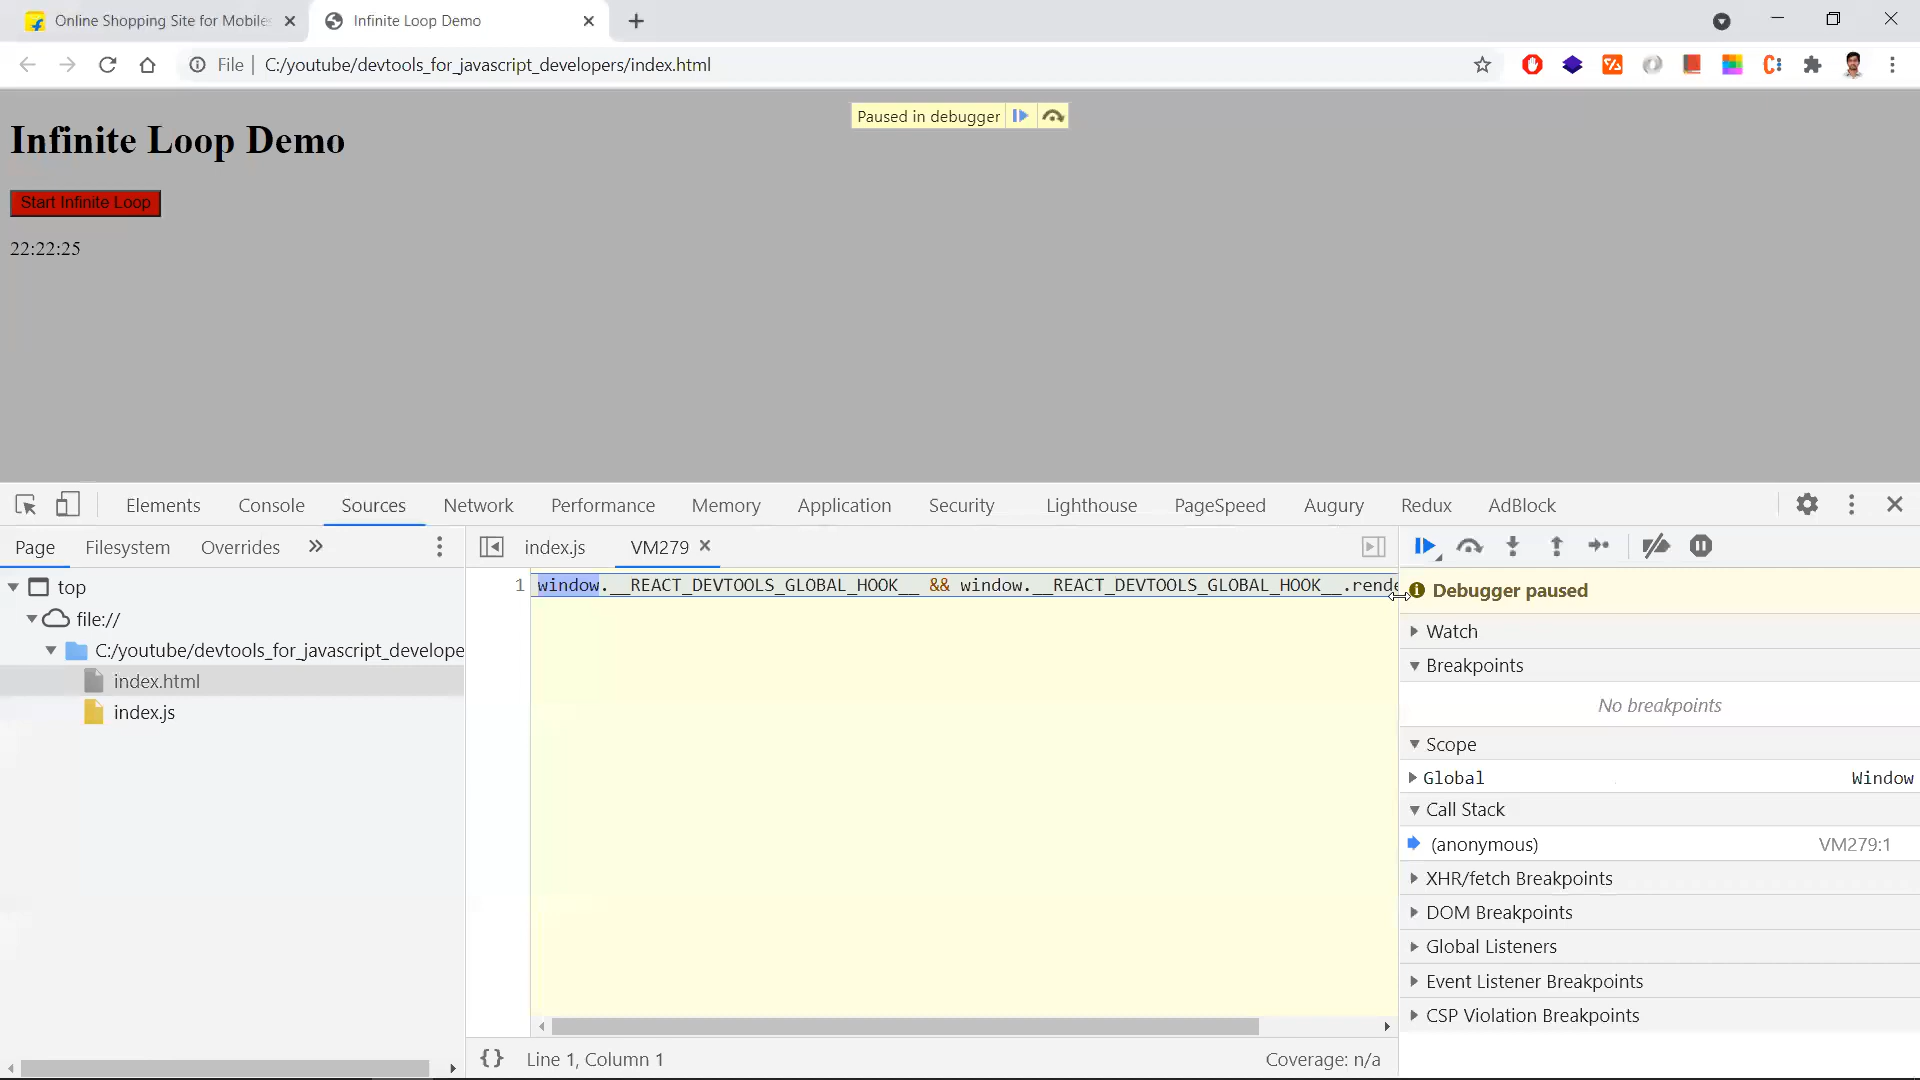 Online Shopping Site for Mobile
Infinite Loop Demo
File
C:/youtube/devtools_for_javascript_developers/index.html
Paused in debugger
Infinite Loop Demo
Start Infinite Loop
22:22:25
Elements Console Sources Network Performance Memory Application Security Lighthouse PageSpeed Augury Redux AdBlock
Page Filesystem Overrides
index.js VM279
top
file://
C:/youtube/devtools_for_javascript_develope
index.html
index.js
1 window.__REACT_DEVTOOLS_GLOBAL_HOOK__ && window.__REACT_DEVTOOLS_GLOBAL_HOOK__.rende
{} Line 1, Column 1
Coverage: n/a
Debugger paused
Watch
Breakpoints
No breakpoints
Scope
Global Window
Call Stack
(anonymous) VM279:1
XHR/fetch Breakpoints
DOM Breakpoints
Global Listeners
Event Listener Breakpoints
CSP Violation Breakpoints